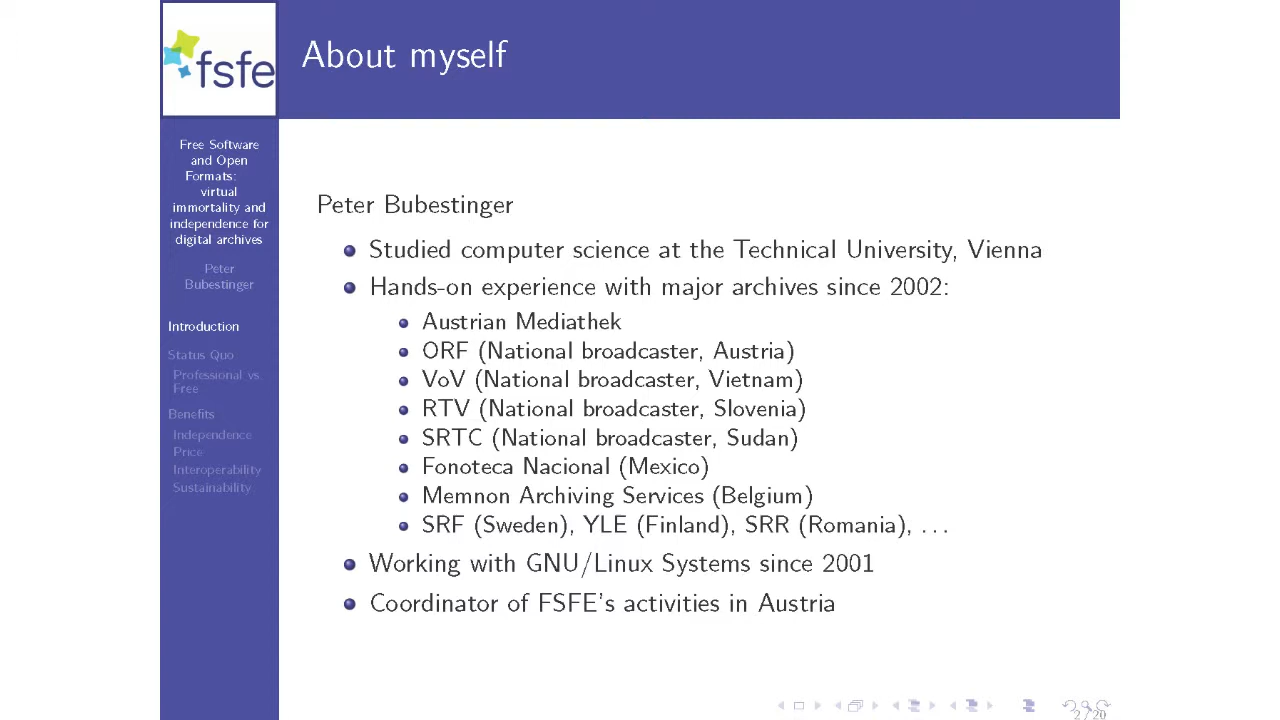 fsfe
About myself
Free Software
and Open
Formats:
virtual
immortality and
independence for
digital archives
Peter
Bubestinger
Introduction
Status Quo
Professional vs.
Free
Benefits
Independence
Price
Interoperability
Sustainability
Peter Bubestinger
Studied computer science at the Technical University, Vienna
Hands-on experience with major archives since 2002:
Austrian Mediathek
ORF (National broadcaster, Austria)
VoV (National broadcaster, Vietnam)
RTV (National broadcaster, Slovenia)
SRTC (National broadcaster, Sudan)
Fonoteca Nacional (Mexico)
Memnon Archiving Services (Belgium)
SRF (Sweden), YLE (Finland), SRR (Romania), ...
Working with GNU/Linux Systems since 2001
Coordinator of FSFE's activities in Austria
2 / 20